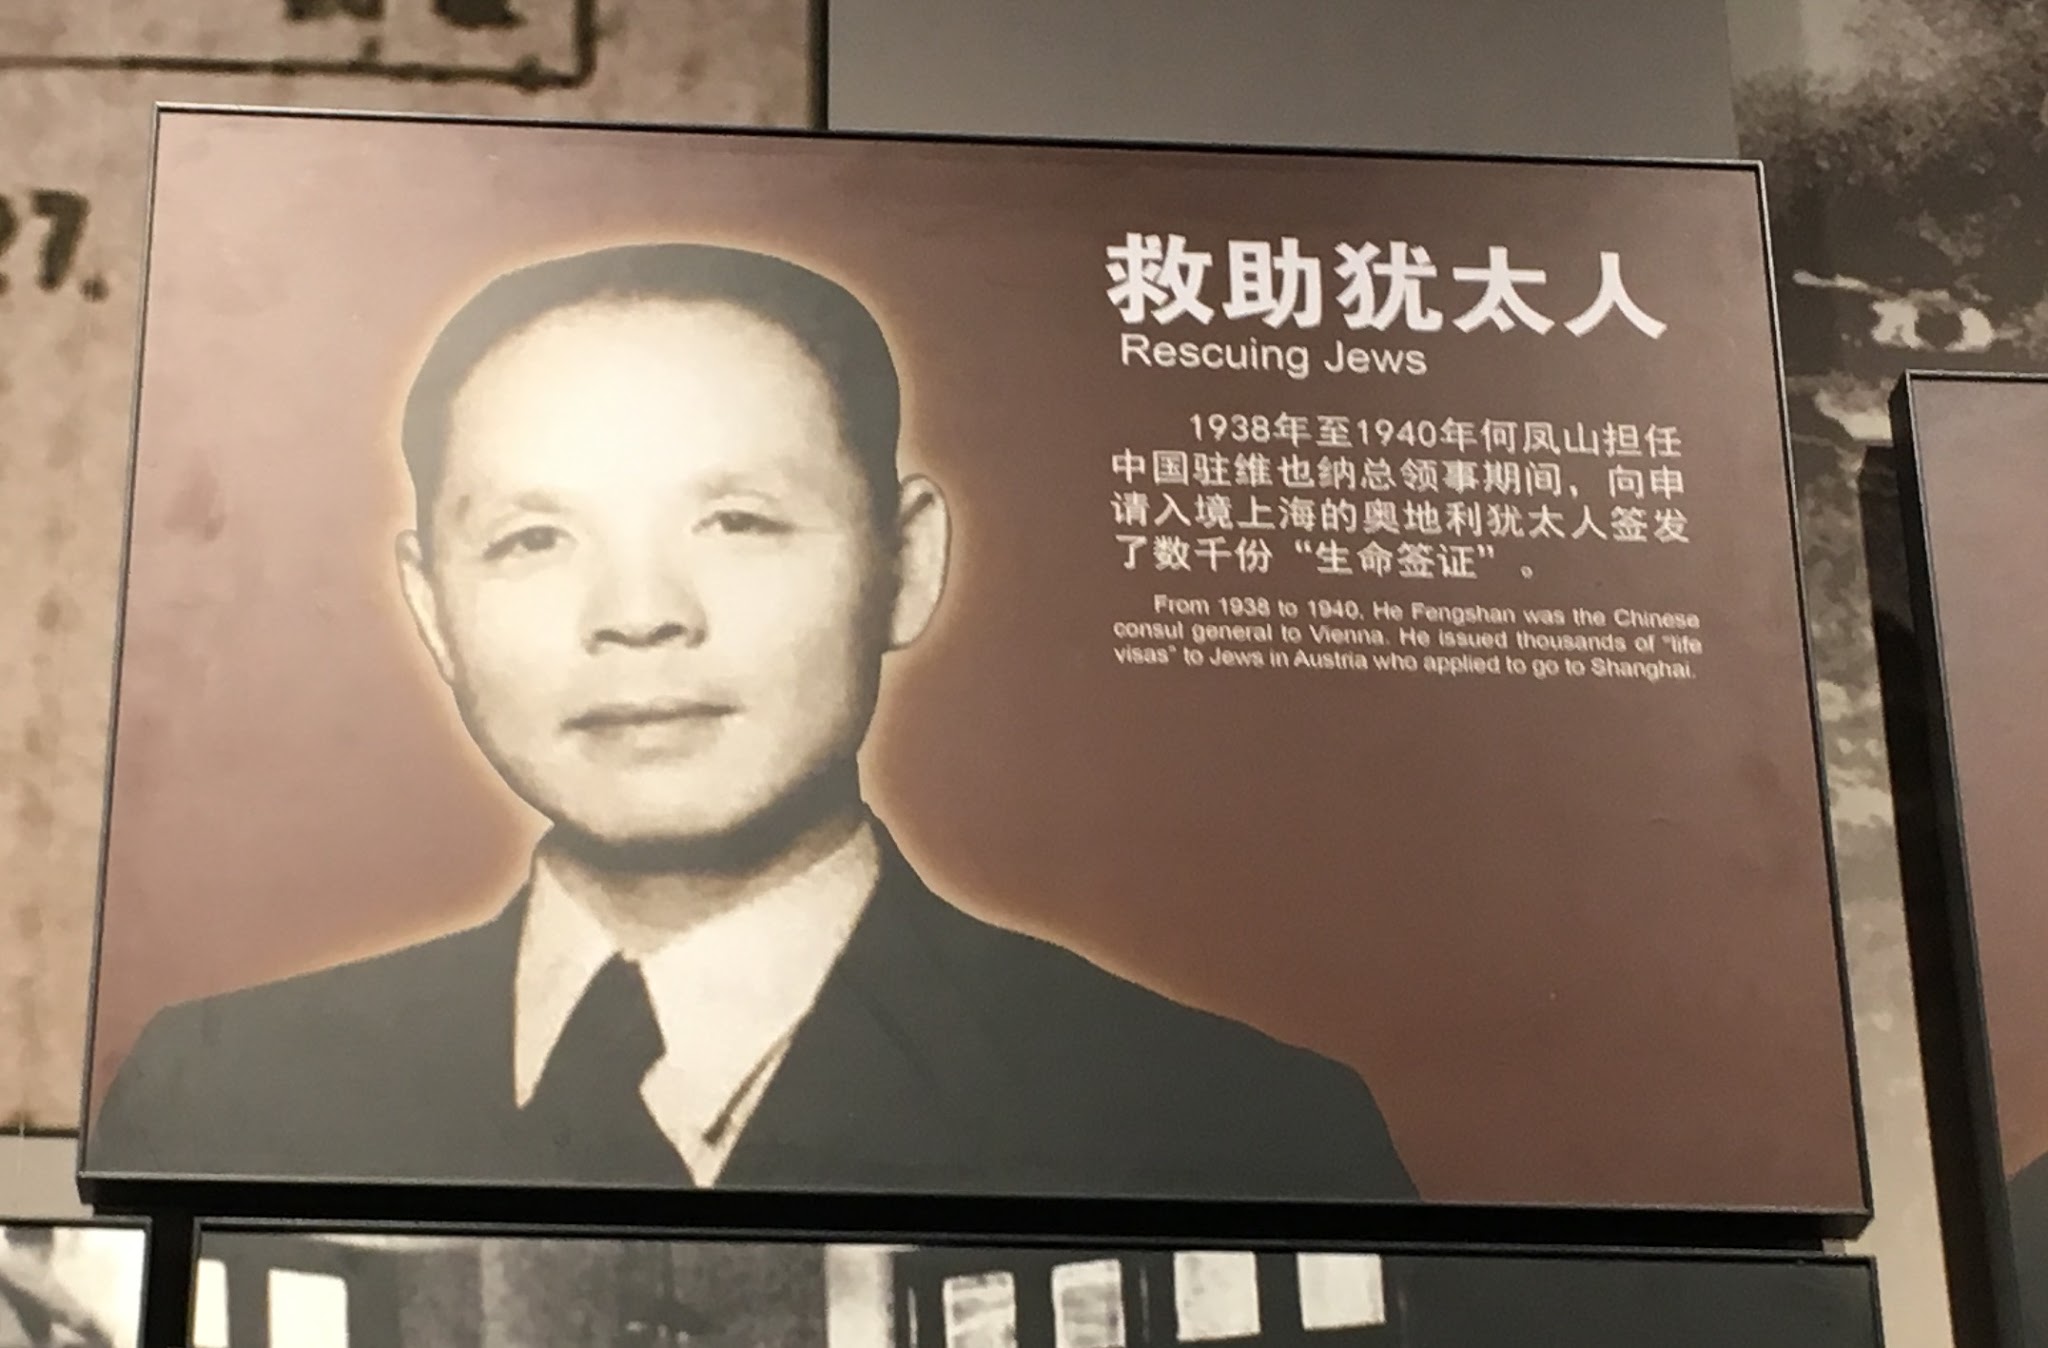 27.
救助犹太人
Rescuing Jews
1938年至1940年何凤山担任
中国驻维也纳总领事期间，向申
请入境上海的奥地利犹太人签发
了数千份“生命签证”。
From 1938 to 1940, He Fengshan was the Chinese
consul general to Vienna. He issued thousands of "life
visas" to Jews in Austria who applied to go to Shanghai.